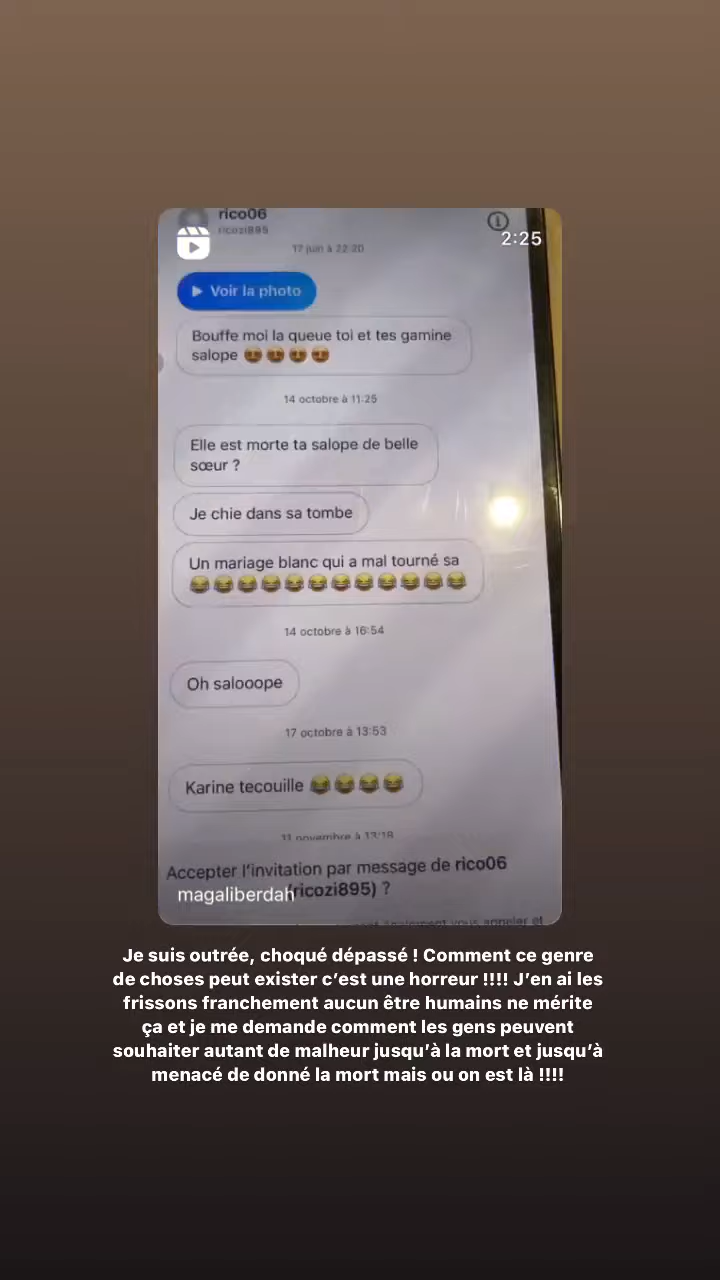 rico06
ricozi895
2:25
17 juin à 22:20
Voir la photo
Bouffe moi la queue toi et tes gamine
salope 😍😍😍😍
14 octobre à 11:25
Elle est morte ta salope de belle
sœur ?
Je chie dans sa tombe
Un mariage blanc qui a mal tourné sa
😂😂😂😂😂😂😂😂😂😂😂😂
14 octobre à 16:54
Oh salooope
17 octobre à 13:53
Karine tecouille 😂😂😂😂
11 novembre à 13:18
Accepter l'invitation par message de rico06
(ricozi895) ?
magaliberdah
également vous appeler et
Je suis outrée, choqué dépassé ! Comment ce genre
de choses peut exister c'est une horreur !!!! J'en ai les
frissons franchement aucun être humains ne mérite
ça et je me demande comment les gens peuvent
souhaiter autant de malheur jusqu'à la mort et jusqu'à
menacé de donné la mort mais ou on est là !!!!